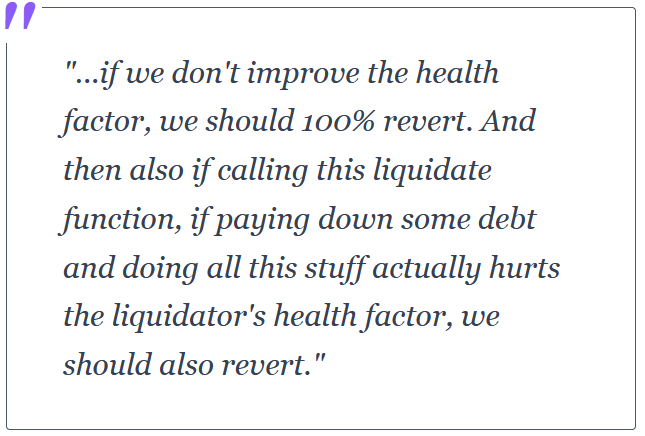 "...if we don't improve the health
factor, we should 100% revert. And
then also if calling this liquidate
function, if paying down some debt
and doing all this stuff actually hurts
the liquidator's health factor, we
should also revert."